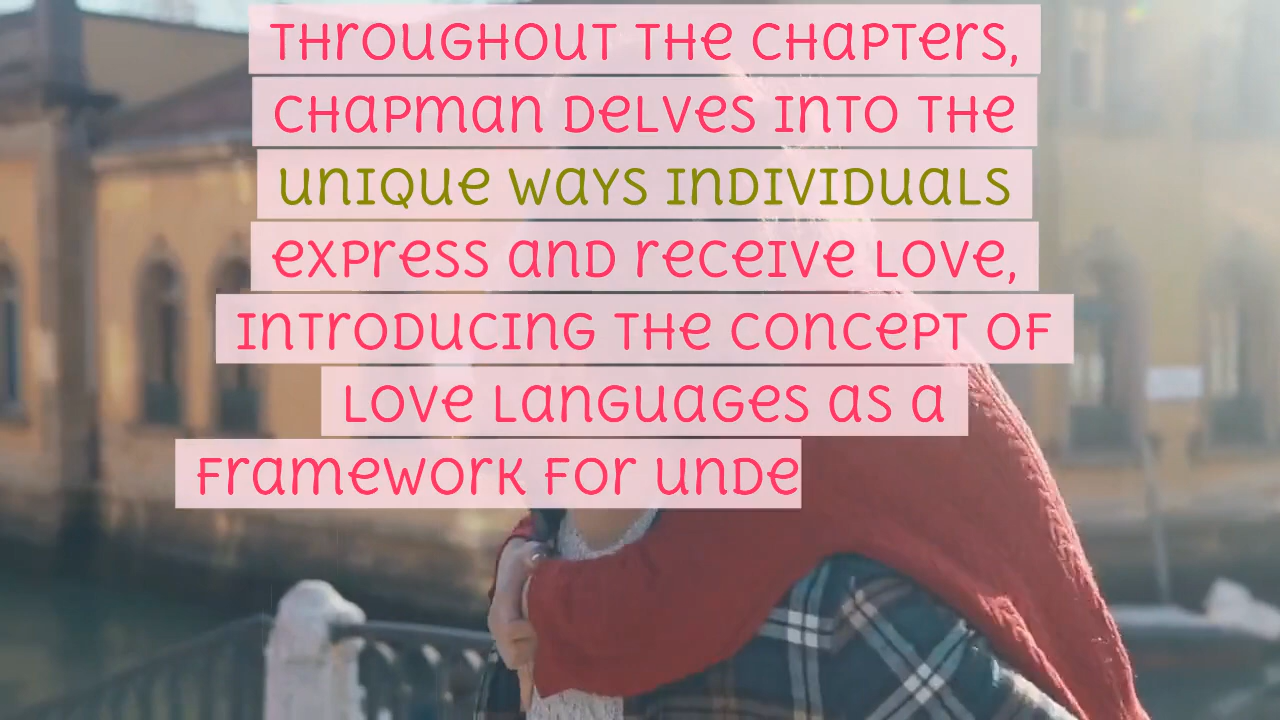 Throughout the chapters,
Chapman delves into the
unique ways individuals
express and receive love,
introducing the concept of
love languages as a
framework for unde